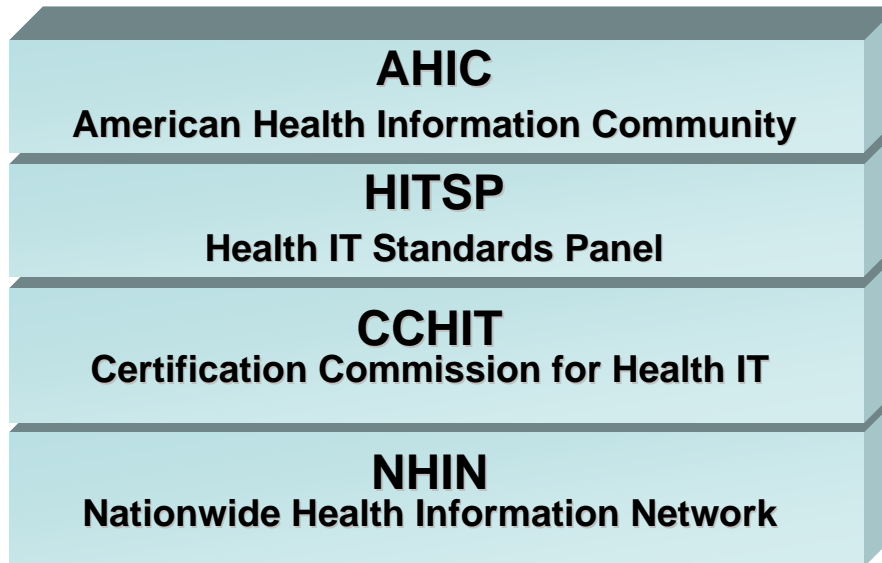 AHIC
American Health Information Community
HITSP
Health IT Standards Panel
CCHIT
Certification Commission for Health IT
NHIN
Nationwide Health Information Network